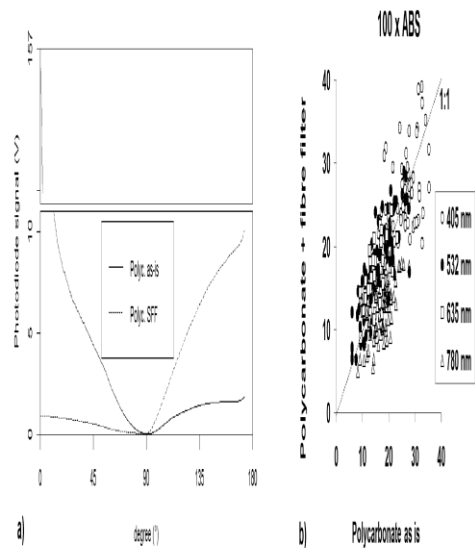 157
Photodiode signal (V)
10
5
0
Polyc. as-is
Polyc. SFF
0 45 90 135 180
a) degree (°)
100 x ABS
40
1:1
30
20
10
0
Polycarbonate + fibre filter
405 nm
532 nm
635 nm
780 nm
0 10 20 30 40
b) Polycarbonate as is